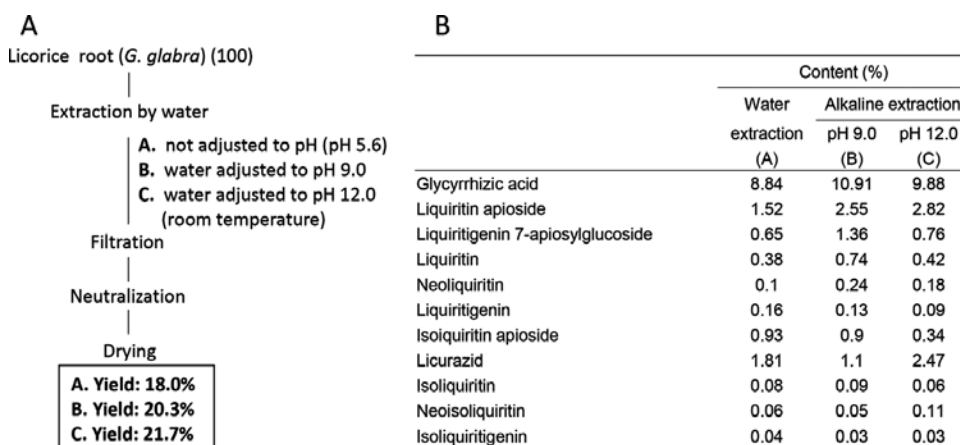 A
Licorice root (G. glabra) (100)
Extraction by water
A. not adjusted to pH (pH 5.6)
B. water adjusted to pH 9.0
C. water adjusted to pH 12.0
(room temperature)
Filtration
Neutralization
Drying
A. Yield: 18.0%
B. Yield: 20.3%
C. Yield: 21.7%
B
Content (%)
Water Alkaline extraction
extraction pH 9.0 pH 12.0
(A) (B) (C)
Glycyrrhizic acid 8.84 10.91 9.88
Liquiritin apioside 1.52 2.55 2.82
Liquiritigenin 7-apiosylglucoside 0.65 1.36 0.76
Liquiritin 0.38 0.74 0.42
Neoliquiritin 0.1 0.24 0.18
Liquiritigenin 0.16 0.13 0.09
Isoiquiritin apioside 0.93 0.9 0.34
Licurazid 1.81 1.1 2.47
Isoliquiritin 0.08 0.09 0.06
Neoisoliquiritin 0.06 0.05 0.11
Isoliquiritigenin 0.04 0.03 0.03